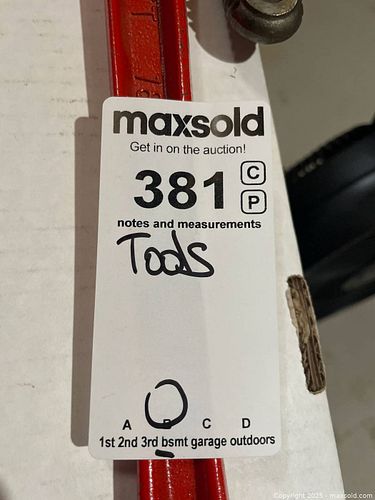 maxsold
Get in on the auction!
381
C
P
notes and measurements
Tools
A B C D
1st 2nd 3rd bsmt garage outdoors
Copyright 2025 - maxsold.com